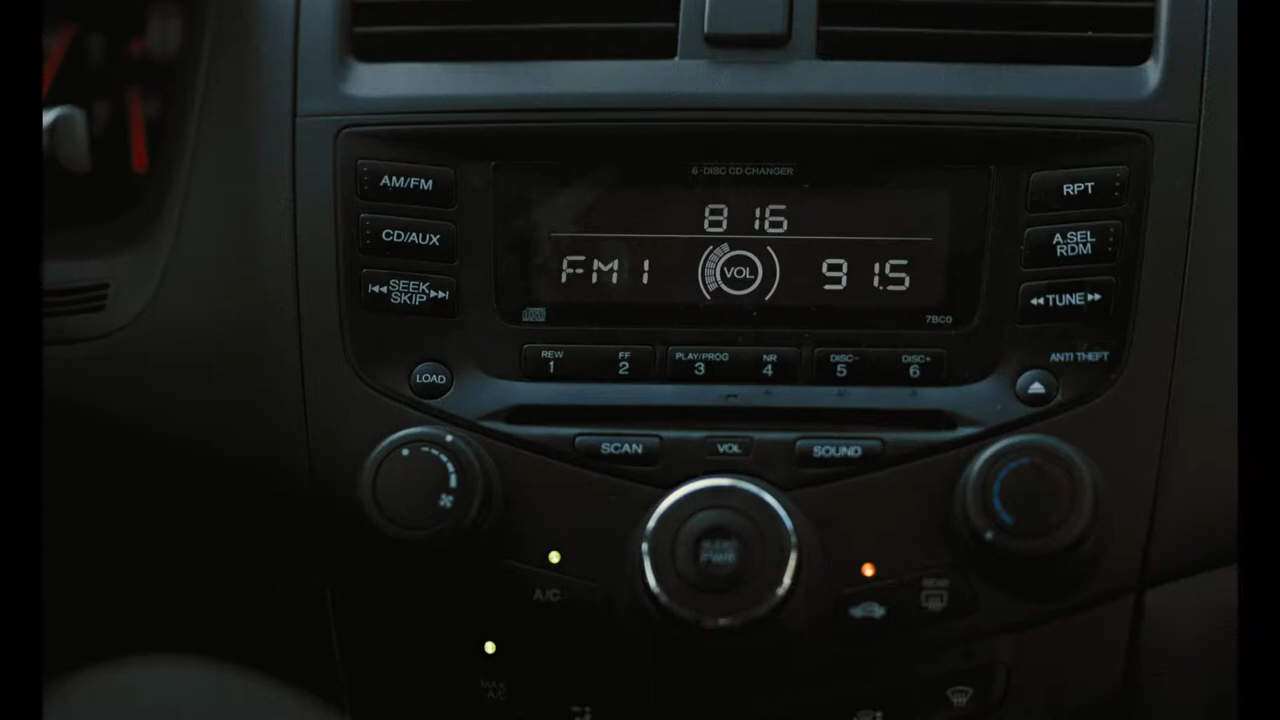 6-DISC CD CHANGER
AM/FM
8 16
RPT
CD/AUX
A.SEL
RDM
FM1
VOL
91.5
SEEK
SKIP
TUNE
7BC0
REW
1
FF
2
PLAY/PROG
3
NR
4
DISC-
5
DISC+
6
ANTI THEFT
LOAD
SCAN
VOL
SOUND
PWR
A/C
REAR
MAX
A/C